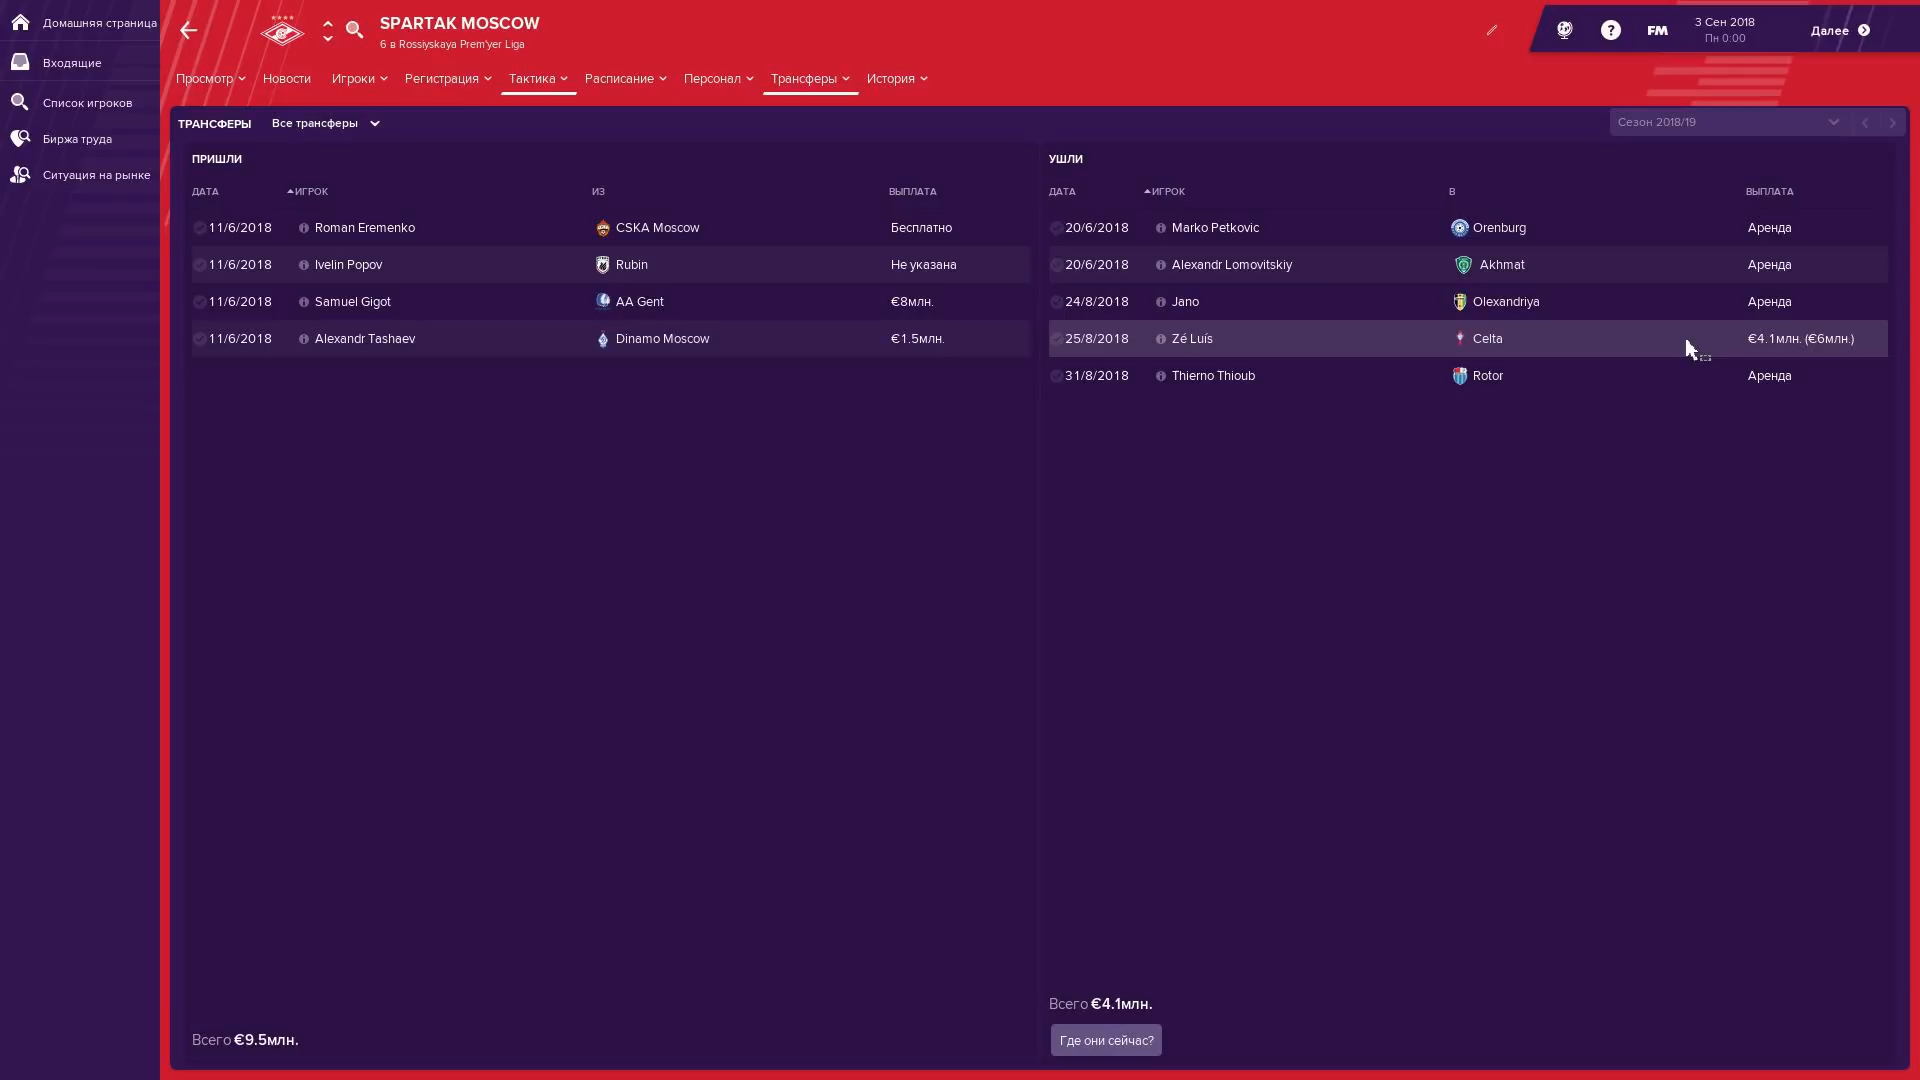 Домашняя страница
Входящие
Список игроков
Биржа труда
Ситуация на рынке
SPARTAK MOSCOW
6 в Rossiyskaya Prem'yer Liga
? FM
3 Сен 2018
Пн 0:00
Далее
Просмотр Новости Игроки Регистрация Тактика Расписание Персонал Трансферы История
ТРАНСФЕРЫ Все трансферы
Сезон 2018/19
ПРИШЛИ
ДАТА ИГРОК ИЗ ВЫПЛАТА
11/6/2018 Roman Eremenko CSKA Moscow Бесплатно
11/6/2018 Ivelin Popov Rubin Не указана
11/6/2018 Samuel Gigot AA Gent €8млн.
11/6/2018 Alexandr Tashaev Dinamo Moscow €1.5млн.
Всего €9.5млн.
УШЛИ
ДАТА ИГРОК В ВЫПЛАТА
20/6/2018 Marko Petkovic Orenburg Аренда
20/6/2018 Alexandr Lomovitskiy Akhmat Аренда
24/8/2018 Jano Olexandriya Аренда
25/8/2018 Zé Luís Celta €4.1млн. (€6млн.)
31/8/2018 Thierno Thioub Rotor Аренда
Всего €4.1млн.
Где они сейчас?